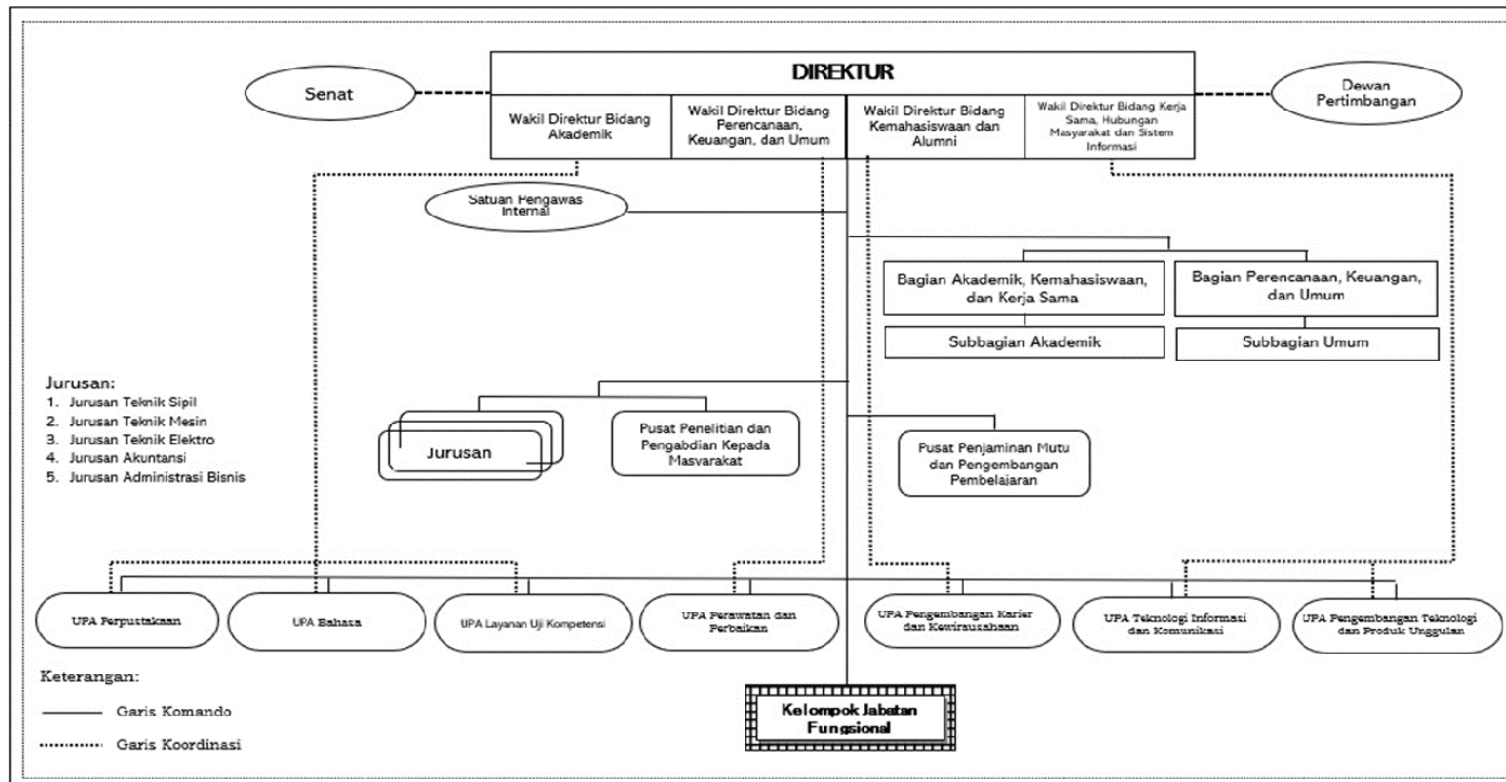 DIREKTUR
Senat
Dewan
Pertimbangan
Wakil Direktur Bidang
Akademik
Wakil Direktur Bidang
Perencanaan,
Keuangan, dan Umum
Wakil Direktur Bidang
Kemahasiswaan dan
Alumni
Wakil Direktur Bidang Kerja
Sama, Hubungan
Masyarakat dan Sistem
Informasi
Satuan Pengawas
Internal
Bagian Akademik, Kemahasiswaan,
dan Kerja Sama
Bagian Perencanaan, Keuangan,
dan Umum
Subbagian Akademik
Subbagian Umum
Jurusan:
1. Jurusan Teknik Sipil
2. Jurusan Teknik Mesin
3. Jurusan Teknik Elektro
4. Jurusan Akuntansi
5. Jurusan Administrasi Bisnis
Jurusan
Pusat Penelitian dan
Pengabdian Kepada
Masyarakat
Pusat Penjaminan Mutu
dan Pengembangan
Pembelajaran
UPA Perpustakaan
UPA Bahasa
UPA Layanan Uji Kompetensi
UPA Perawatan dan
Perbaikan
UPA Pengembangan Karier
dan Kewirausahaan
UPA Teknologi Informasi
dan Komunikasi
UPA Pengembangan Teknologi
dan Produk Unggulan
Keterangan:
Garis Komando
Garis Koordinasi
Kelompok Jabatan
Fungsional